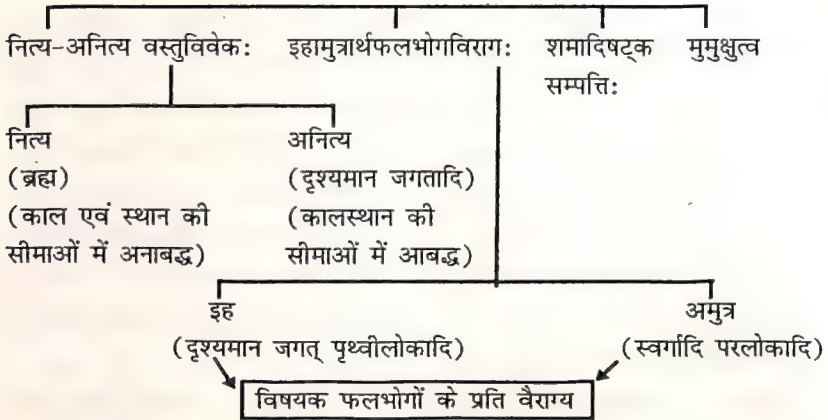 नित्य-अनित्य वस्तुविवेक: इहामुत्रार्थफलभोगविराग: शमादिषट्क मुमुक्षुत्व
सम्पत्ति:
नित्य अनित्य
(ब्रह्म) (दृश्यमान जगतादि)
(काल एवं स्थान की (कालस्थान की
सीमाओं में अनाबद्ध) सीमाओं में आबद्ध)
इह अमुत्र
(दृश्यमान जगत् पृथ्वीलोकादि) (स्वर्गादि परलोकादि)
विषयक फलभोगों के प्रति वैराग्य